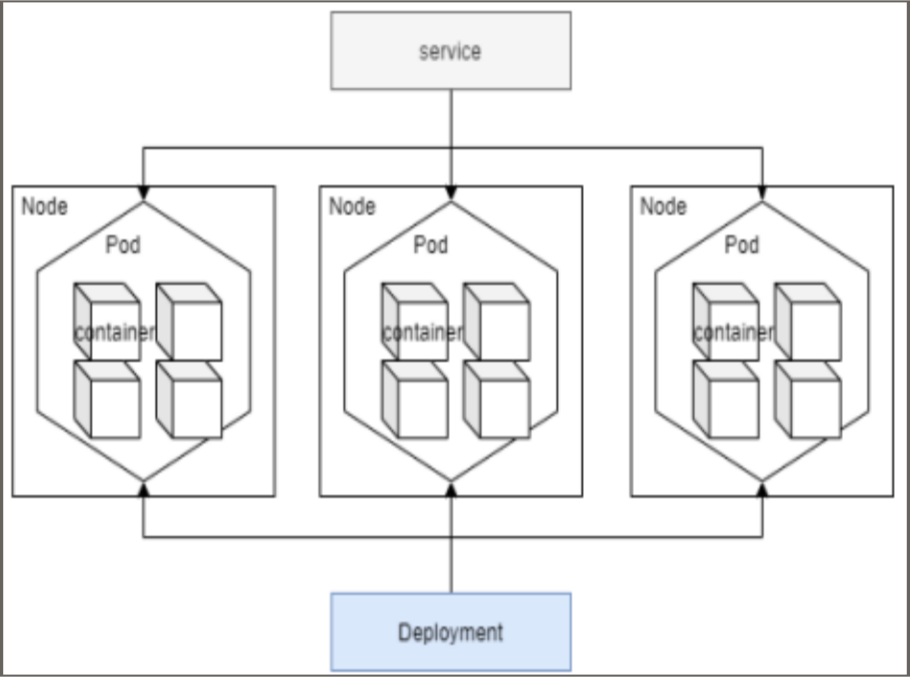 service
Node
Node
Node
Pod
Pod
Pod
container
container
container
Deployment